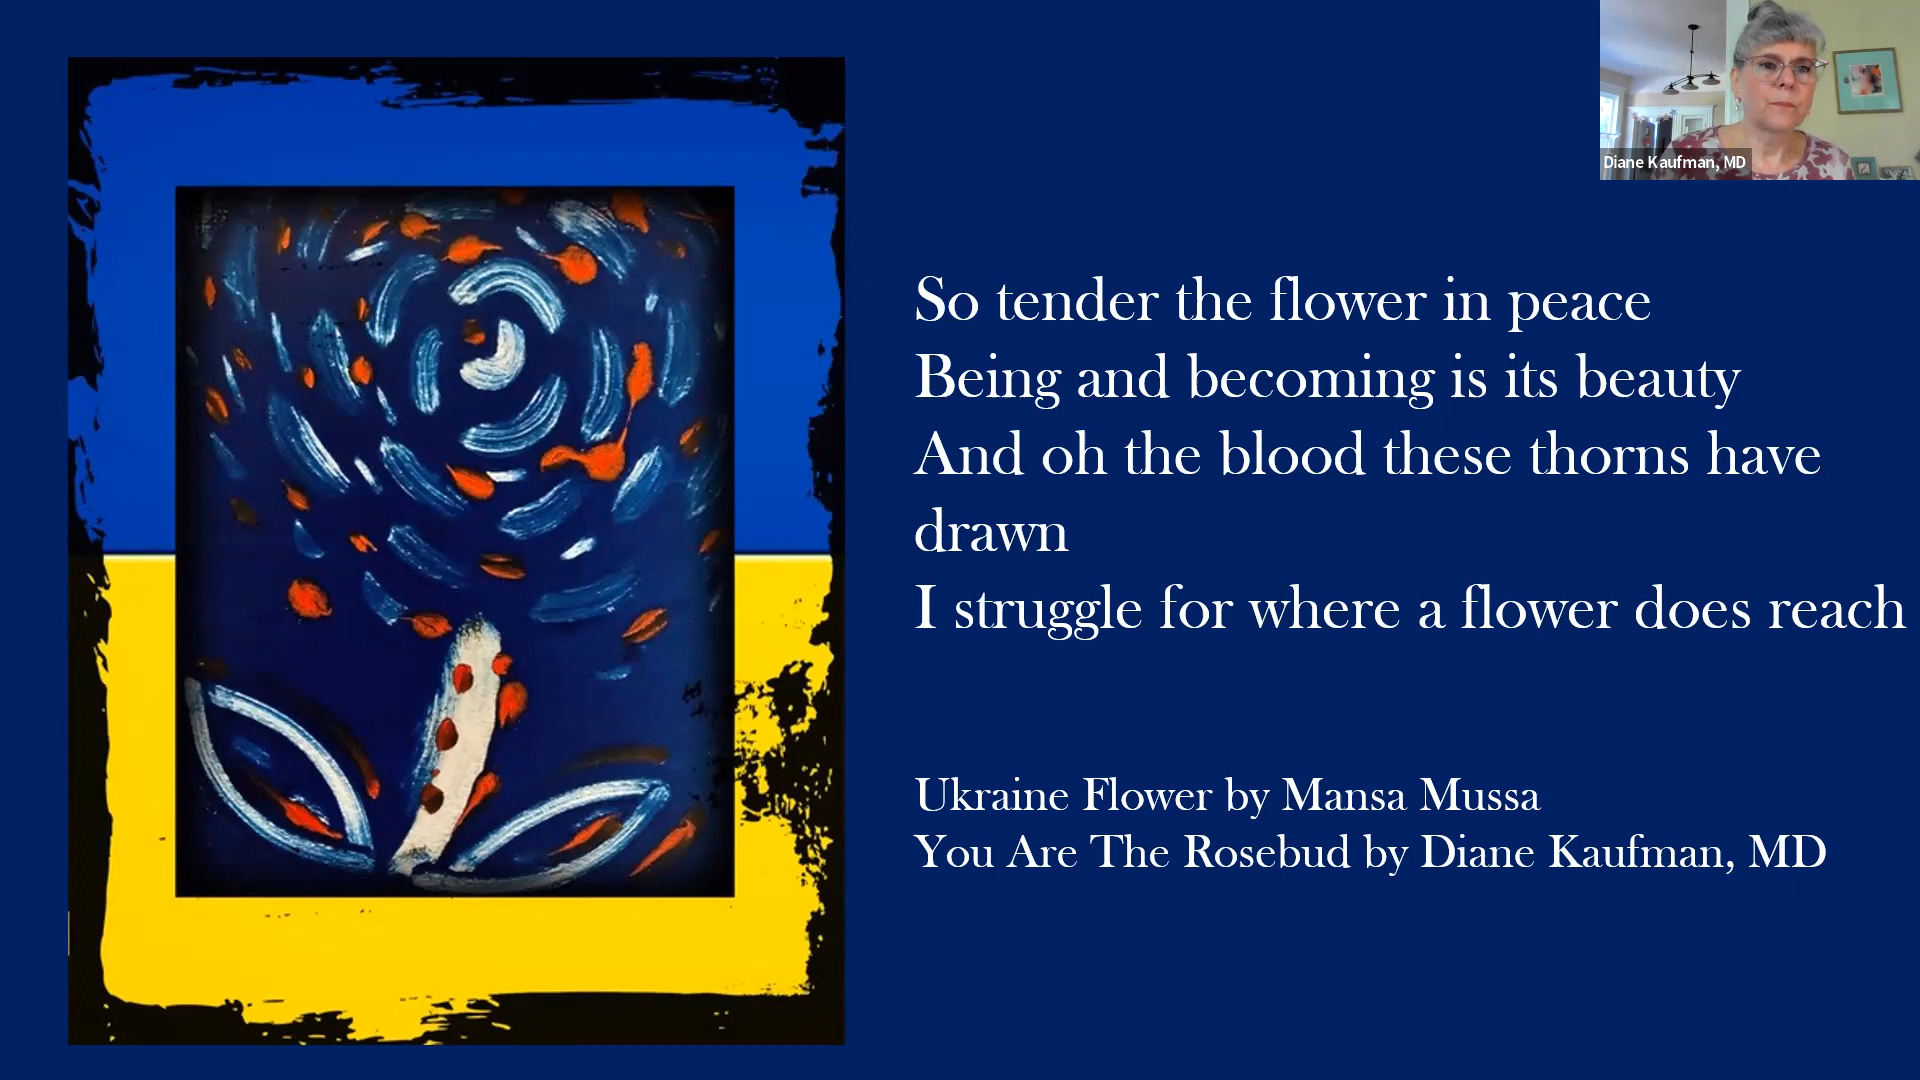 Diane Kaufman, MD
So tender the flower in peace
Being and becoming is its beauty
And oh the blood these thorns have
drawn
I struggle for where a flower does reach
Ukraine Flower by Mansa Mussa
You Are The Rosebud by Diane Kaufman, MD